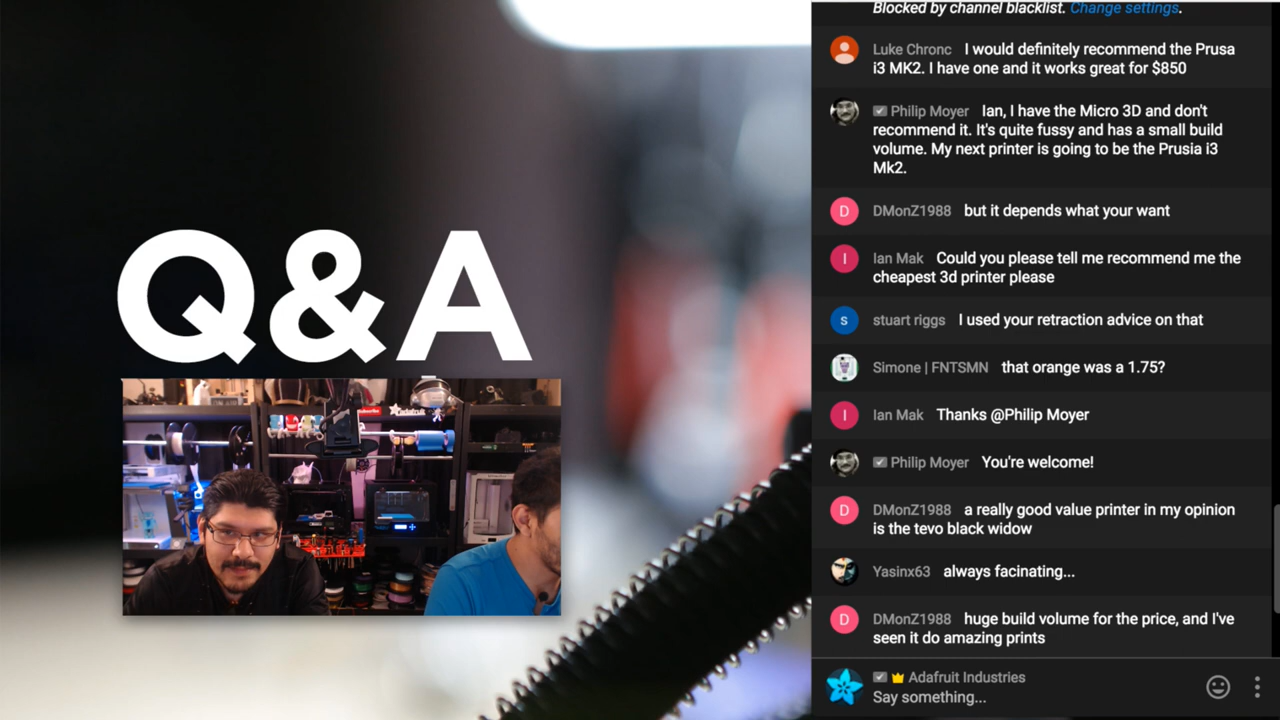 Q&A
Adafruit
Blocked by channel blacklist. Change settings.
Luke Chronc I would definitely recommend the Prusa
i3 MK2. I have one and it works great for $850
Philip Moyer Ian, I have the Micro 3D and don't
recommend it. It's quite fussy and has a small build
volume. My next printer is going to be the Prusia i3
Mk2.
D DMonZ1988 but it depends what your want
I Ian Mak Could you please tell me recommend me the
cheapest 3d printer please
s stuart riggs I used your retraction advice on that
Simone | FNTSMN that orange was a 1.75?
I Ian Mak Thanks @Philip Moyer
Philip Moyer You're welcome!
D DMonZ1988 a really good value printer in my opinion
is the tevo black widow
Yasinx63 always facinating...
D DMonZ1988 huge build volume for the price, and I've
seen it do amazing prints
Adafruit Industries
Say something...